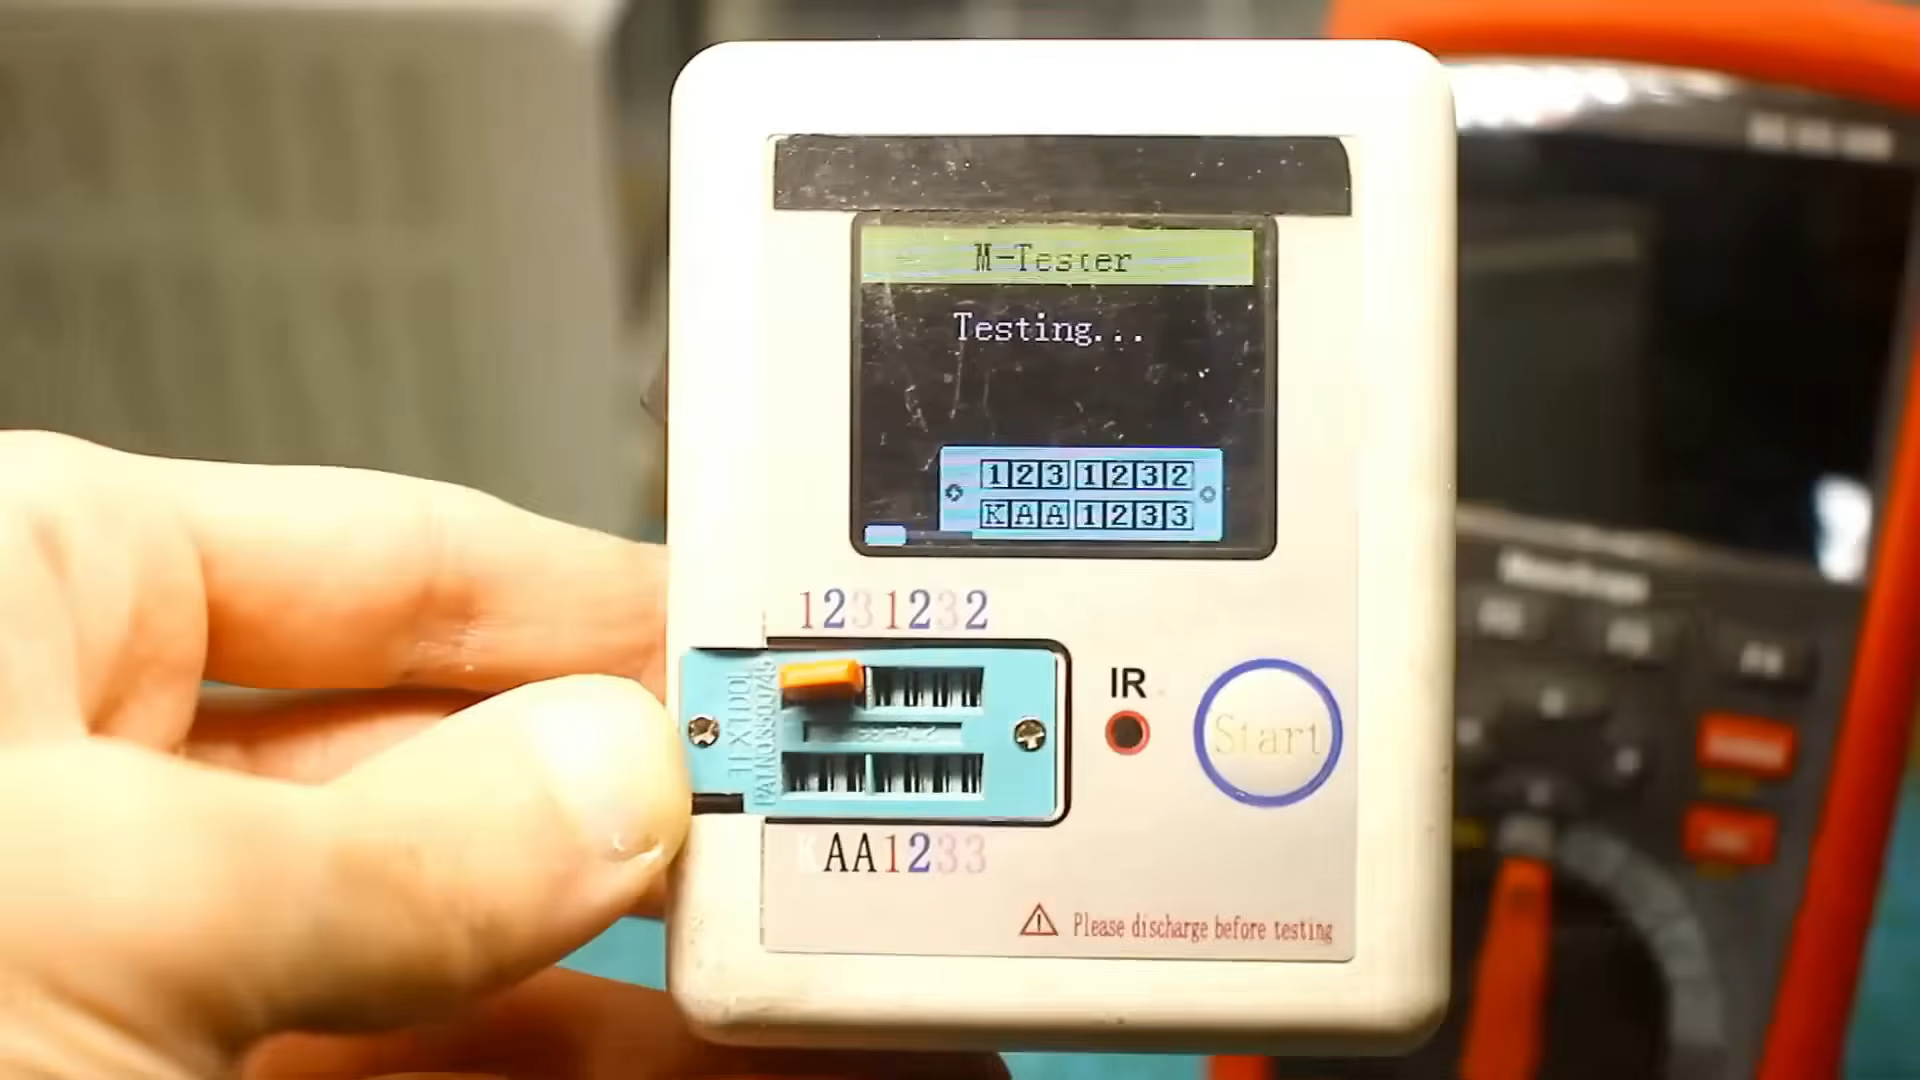 M-Tester
Testing...
1 2 3 1 2 3 2
K A A 1 2 3 3
1231232
IR
Start
KAA1233
Please discharge before testing